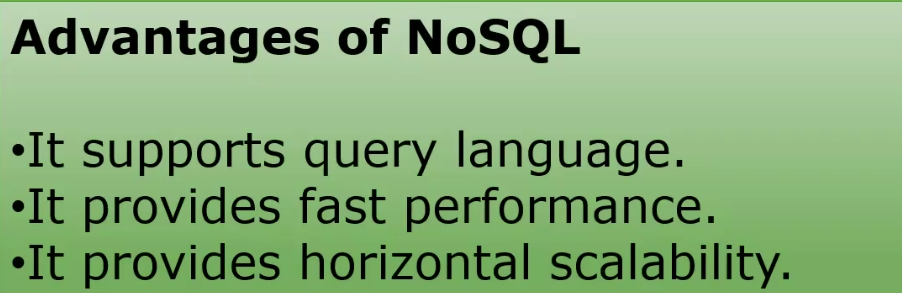 Advantages of NoSQL
•It supports query language.
•It provides fast performance.
•It provides horizontal scalability.